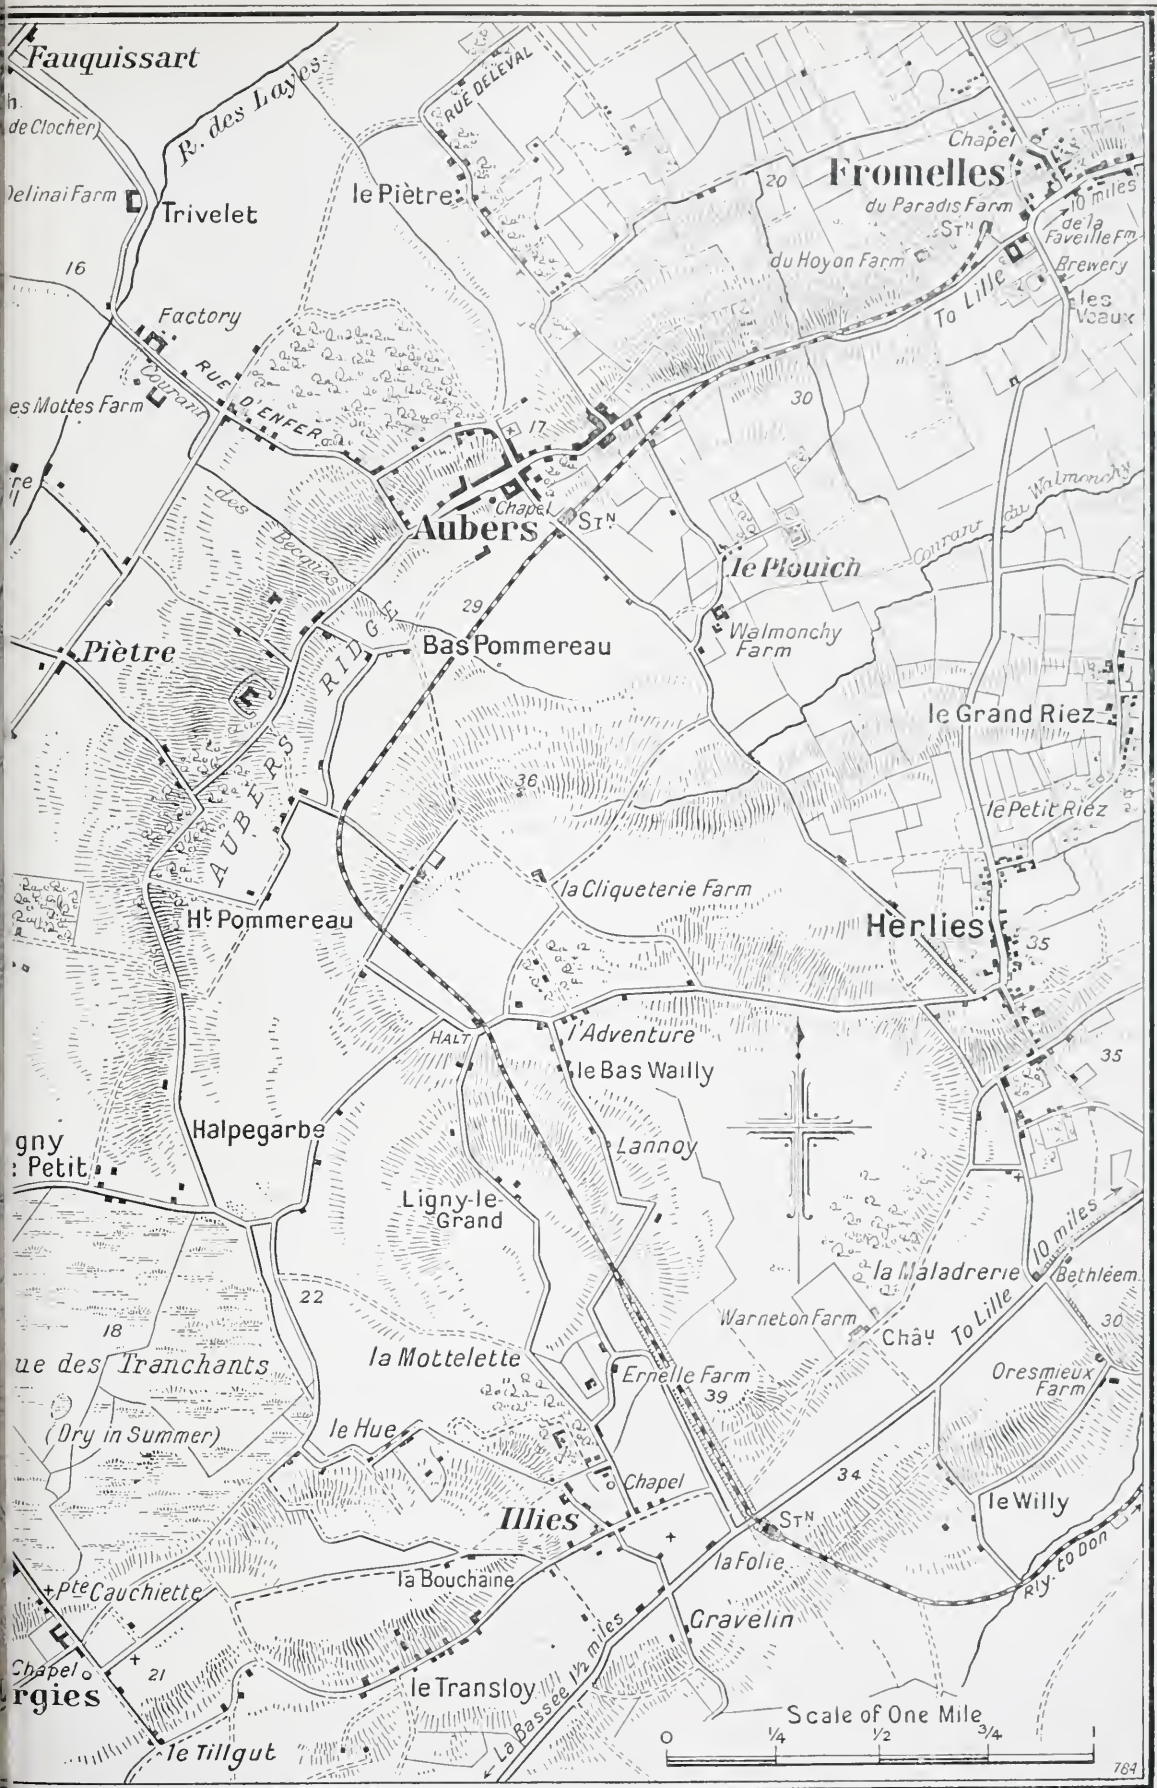 Fauquissart
R. des Layes
RUE DELEVAL
h.
de Clocher)
Chapel
Fromelles
Delinai Farm
Trivelet
le Piètre
20
du Paradis Farm
10 miles
STN
de la
Faveille Fm
16
du Hoyon Farm
Brewery
To Lille
les
Veaux
Factory
RUE D'ENFER
Courant
es Mottes Farm
30
17
re
des
Becques
Chapel
Aubers
STN
Courant du Walmonchy
le Plouich
29
Walmonchy
Farm
Piètre
Bas Pommereau
AUBERS RIDGE
le Grand Riez
36
le Petit Riez
la Cliqueterie Farm
Ht Pommereau
Herlies
35
HALT
l'Adventure
35
le Bas Wailly
Halpegarbe
gny
: Petit
Lannoy
Ligny-le-
Grand
10 miles
la Maladrerie
Bethléem
22
18
Warneton Farm
Châu
To Lille
30
ue des Tranchants
la Mottelette
Ernelle Farm
39
Oresmieux
Farm
(Dry in Summer)
le Hue
34
Chapel
le Willy
Illies
STN
la Folie
Rly. to Don
la Bouchaine
Pte Cauchiette
Gravelin
Chapel
21
rgies
le Transloy
La Bassée 1½ miles
le Tillgut
Scale of One Mile
0 ¼ ½ ¾ 1
784